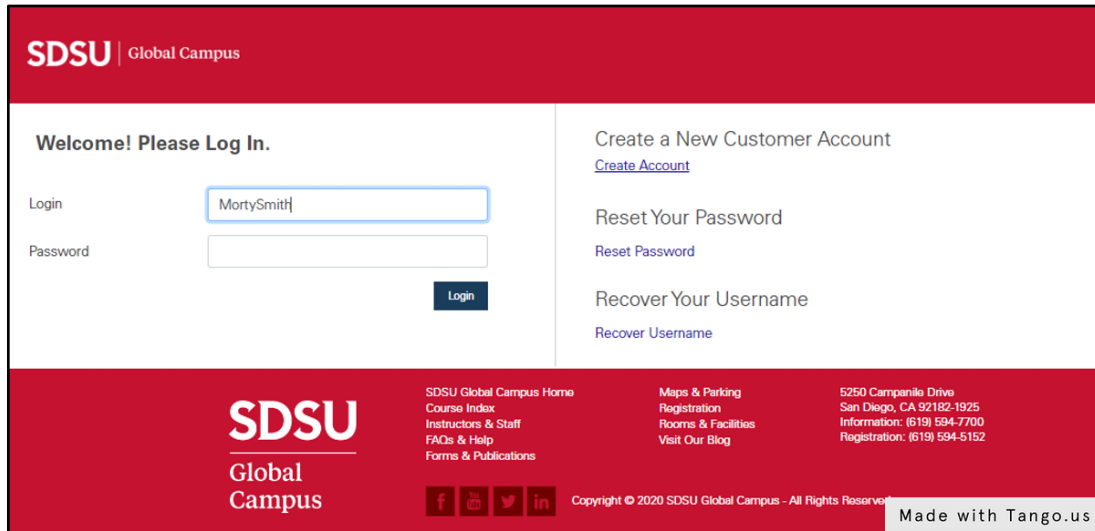 SDSU | Global Campus
Welcome! Please Log In.
Login
MortySmith
Password
Login
Create a New Customer Account
Create Account
Reset Your Password
Reset Password
Recover Your Username
Recover Username
SDSU
Global
Campus
SDSU Global Campus Home
Course Index
Instructors & Staff
FAQs & Help
Forms & Publications
Maps & Parking
Registration
Rooms & Facilities
Visit Our Blog
5250 Campanile Drive
San Diego, CA 92182-1925
Information: (619) 594-7700
Registration: (619) 594-5152
Copyright © 2020 SDSU Global Campus - All Rights
Made with Tango.us